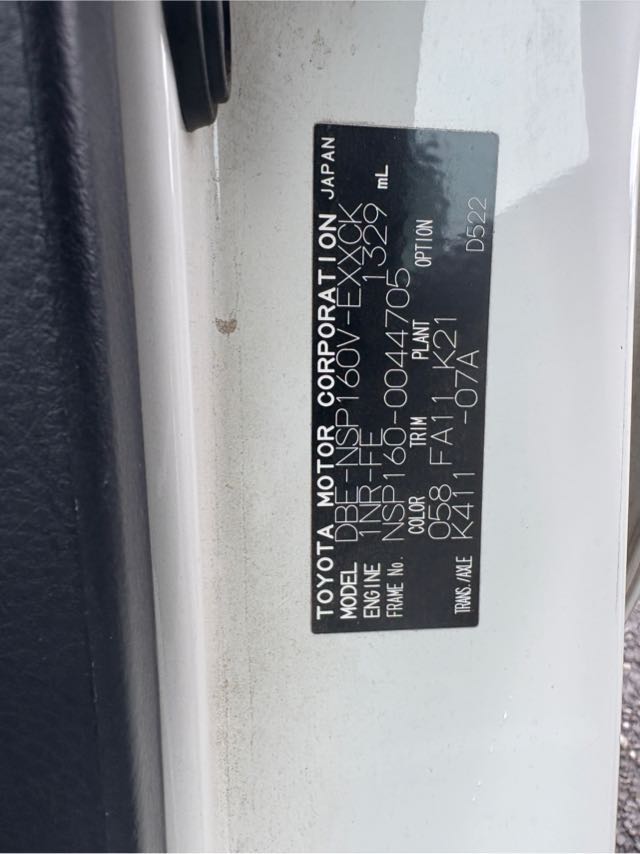 TOYOTA MOTOR CORPORATION JAPAN
MODEL DBE-NSP160V-EXXCK
ENGINE 1NR-FE 1329 mL
FRAME No. NSP160-0044705
COLOR TRIM PLANT OPTION
058 FA11 K21 D522
TRANS./AXLE K411 -07A